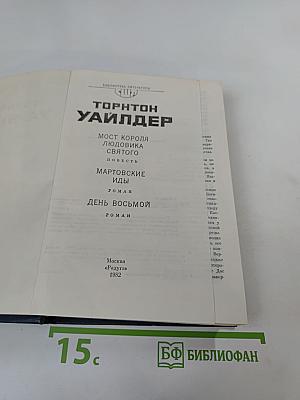 БИБЛИОТЕКА ЛИТЕРАТУРЫ
США
ТОРНТОН
УАЙЛДЕР
МОСТ КОРОЛЯ
ЛЮДОВИКА
СВЯТОГО
ПОВЕСТЬ
МАРТОВСКИЕ
ИДЫ
РОМАН
ДЕНЬ ВОСЬМОЙ
РОМАН
Москва
«Радуга»
1982
15 с
БФ БИБЛИОФАН